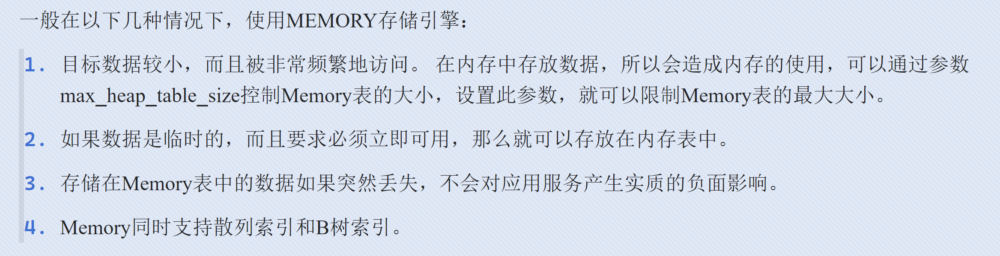 一般在以下几种情况下，使用MEMORY存储引擎：
1. 目标数据较小，而且被非常频繁地访问。 在内存中存放数据，所以会造成内存的使用，可以通过参数
max_heap_table_size控制Memory表的大小，设置此参数，就可以限制Memory表的最大大小。
2. 如果数据是临时的，而且要求必须立即可用，那么就可以存放在内存表中。
3. 存储在Memory表中的数据如果突然丢失，不会对应用服务产生实质的负面影响。
4. Memory同时支持散列索引和B树索引。